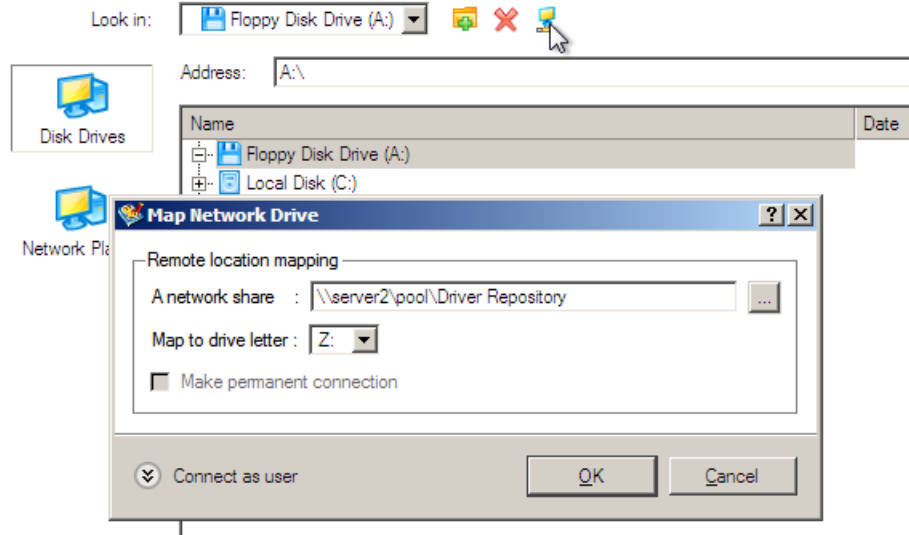 Look in: Floppy Disk Drive (A:)
Address: A:\
Disk Drives
Name Date
Floppy Disk Drive (A:)
Local Disk (C:)
Network Pla
Map Network Drive
Remote location mapping
A network share : \\server2\pool\Driver Repository ...
Map to drive letter : Z:
Make permanent connection
Connect as user OK Cancel